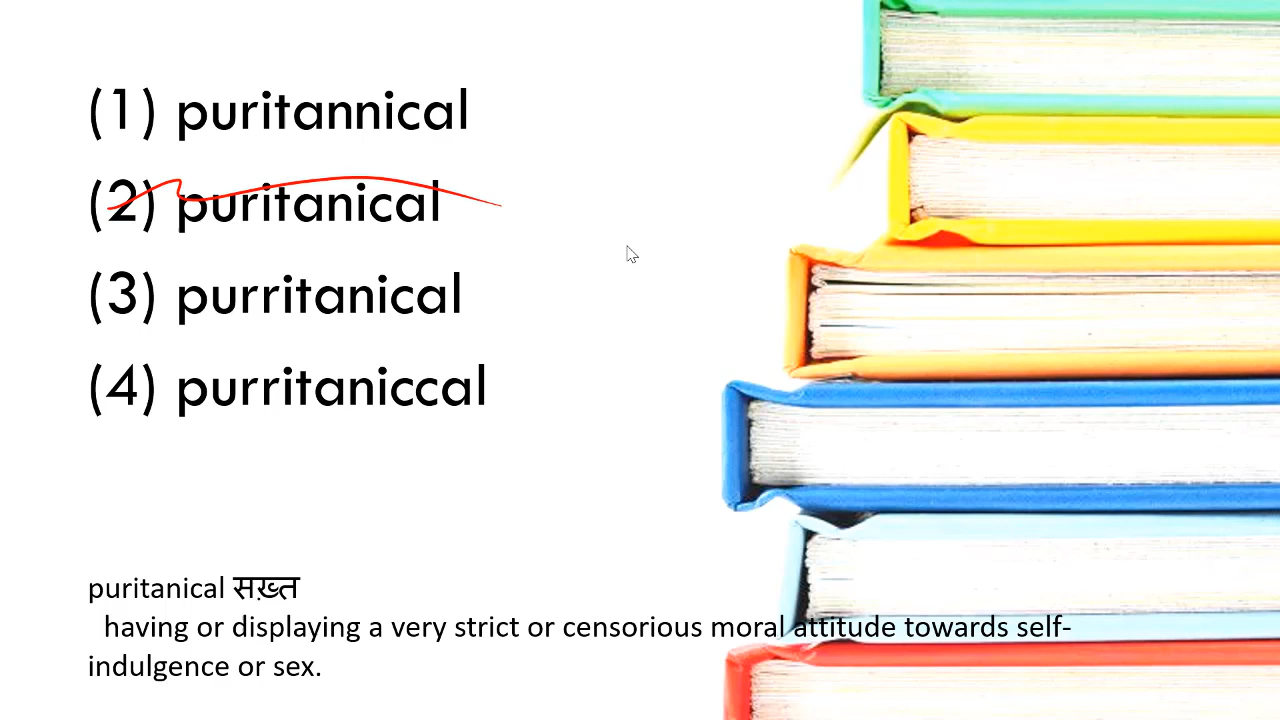 (1) puritannical
(2) puritanical
(3) purritanical
(4) purritaniccal
puritanical सख़्त
having or displaying a very strict or censorious moral attitude towards self-
indulgence or sex.